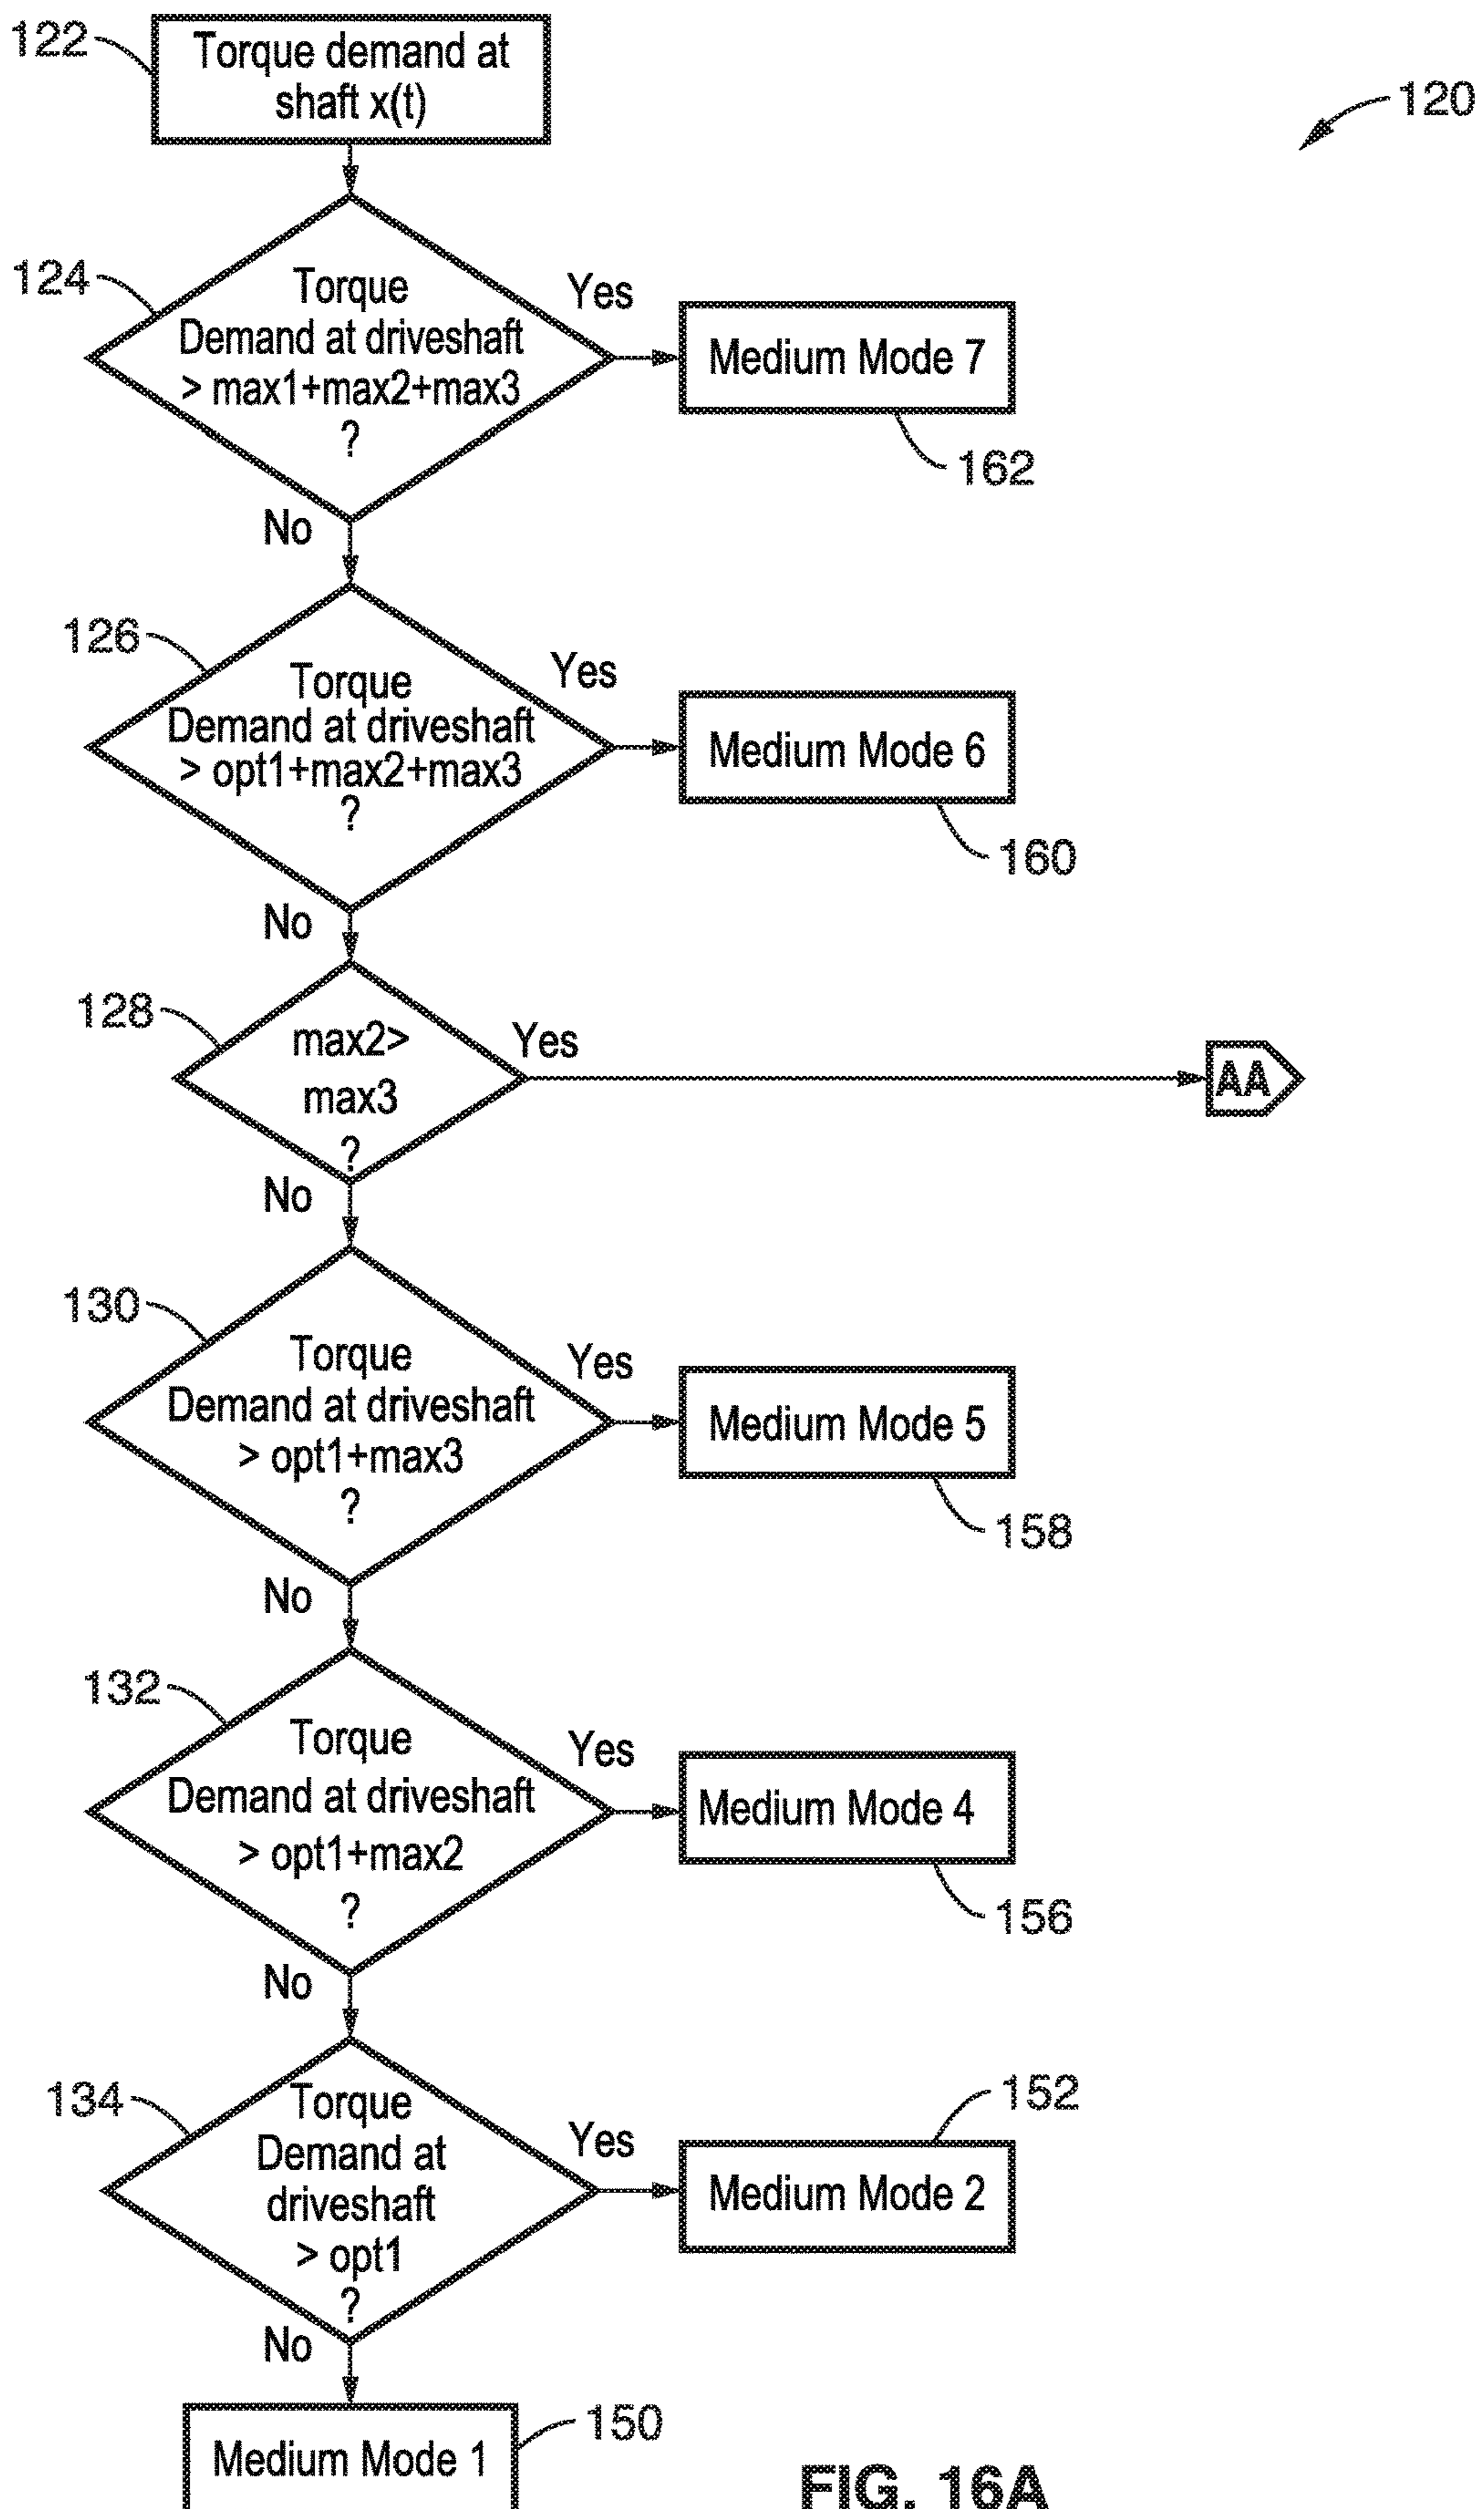 122
Torque demand at
shaft x(t)
120
124
Torque
Demand at driveshaft
> max1+max2+max3
?
Yes
Medium Mode 7
162
No
126
Torque
Demand at driveshaft
> opt1+max2+max3
?
Yes
Medium Mode 6
160
No
128
max2>
max3
?
Yes
AA
No
130
Torque
Demand at driveshaft
> opt1+max3
?
Yes
Medium Mode 5
158
No
132
Torque
Demand at driveshaft
> opt1+max2
?
Yes
Medium Mode 4
156
No
134
Torque
Demand at
driveshaft
> opt1
?
Yes
152
Medium Mode 2
No
150
Medium Mode 1
FIG. 16A